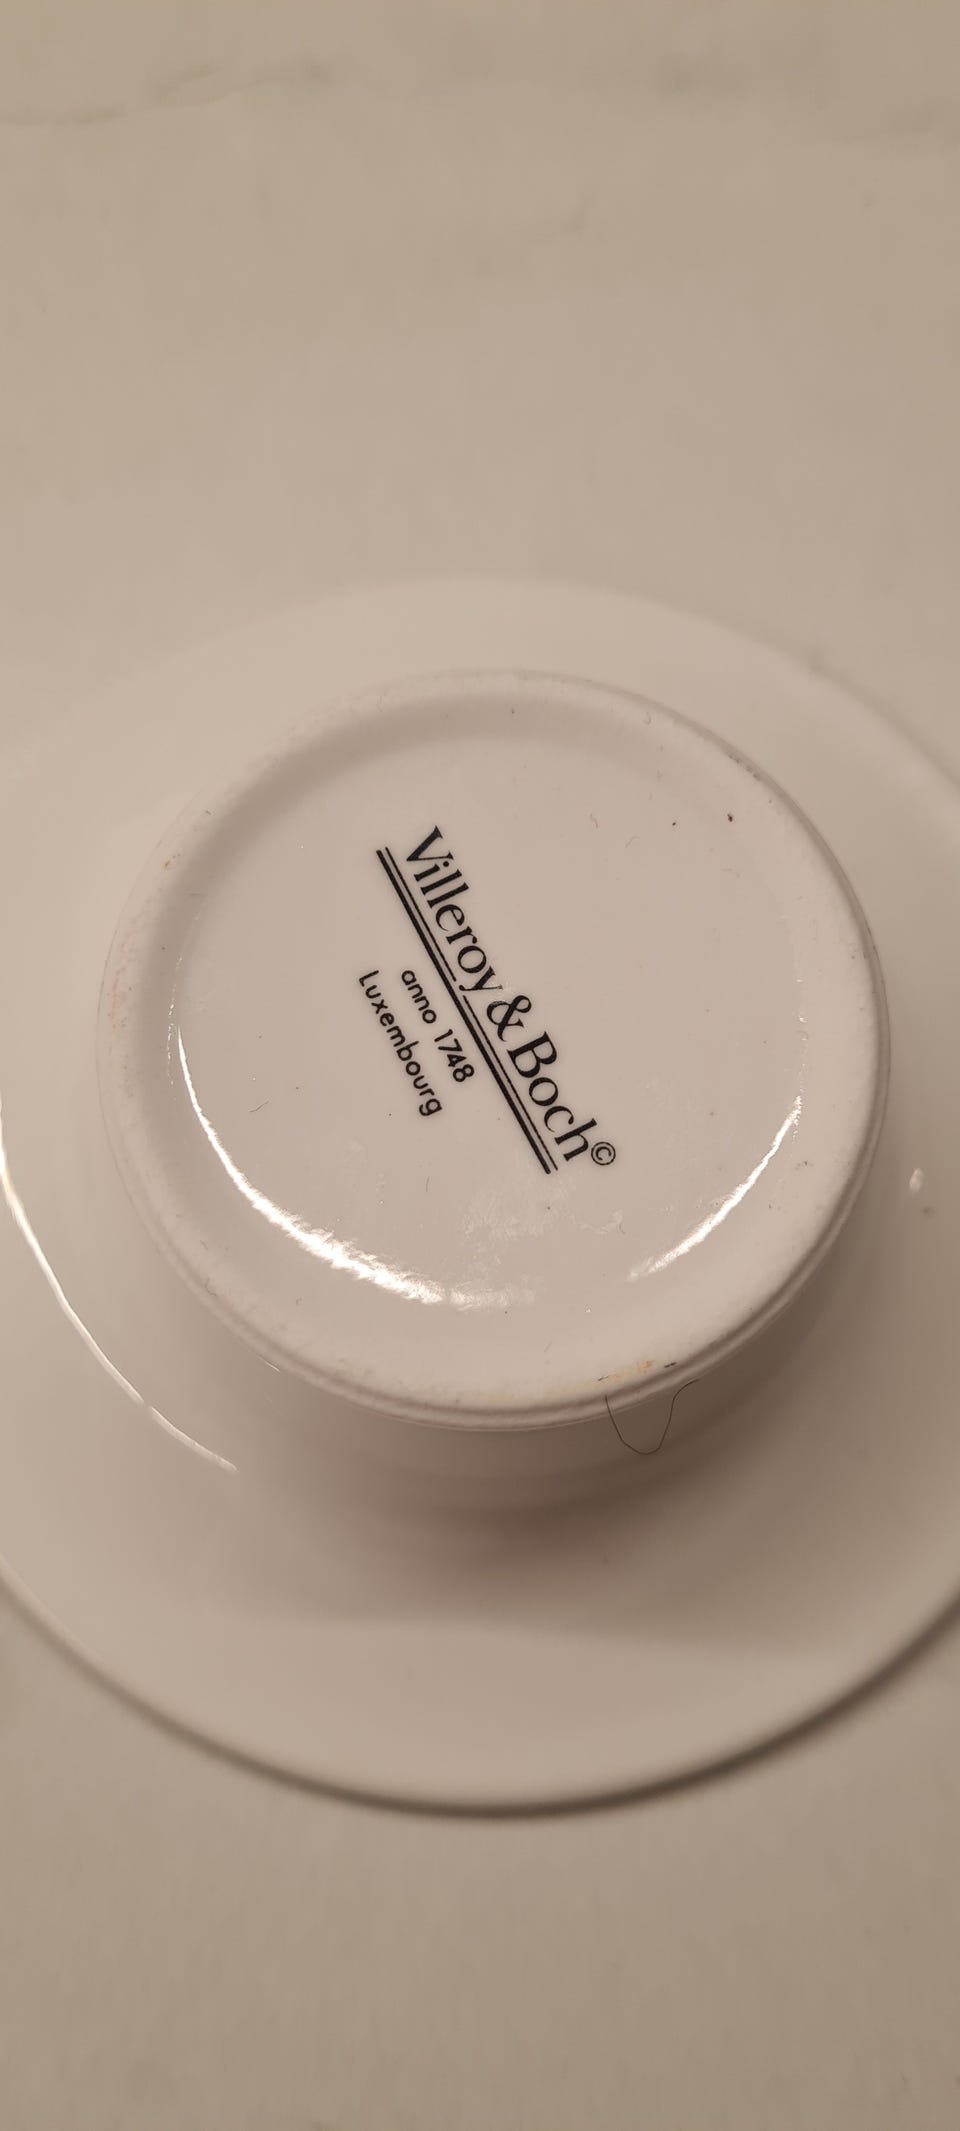 Villeroy & Boch©
anno 1748
Luxembourg